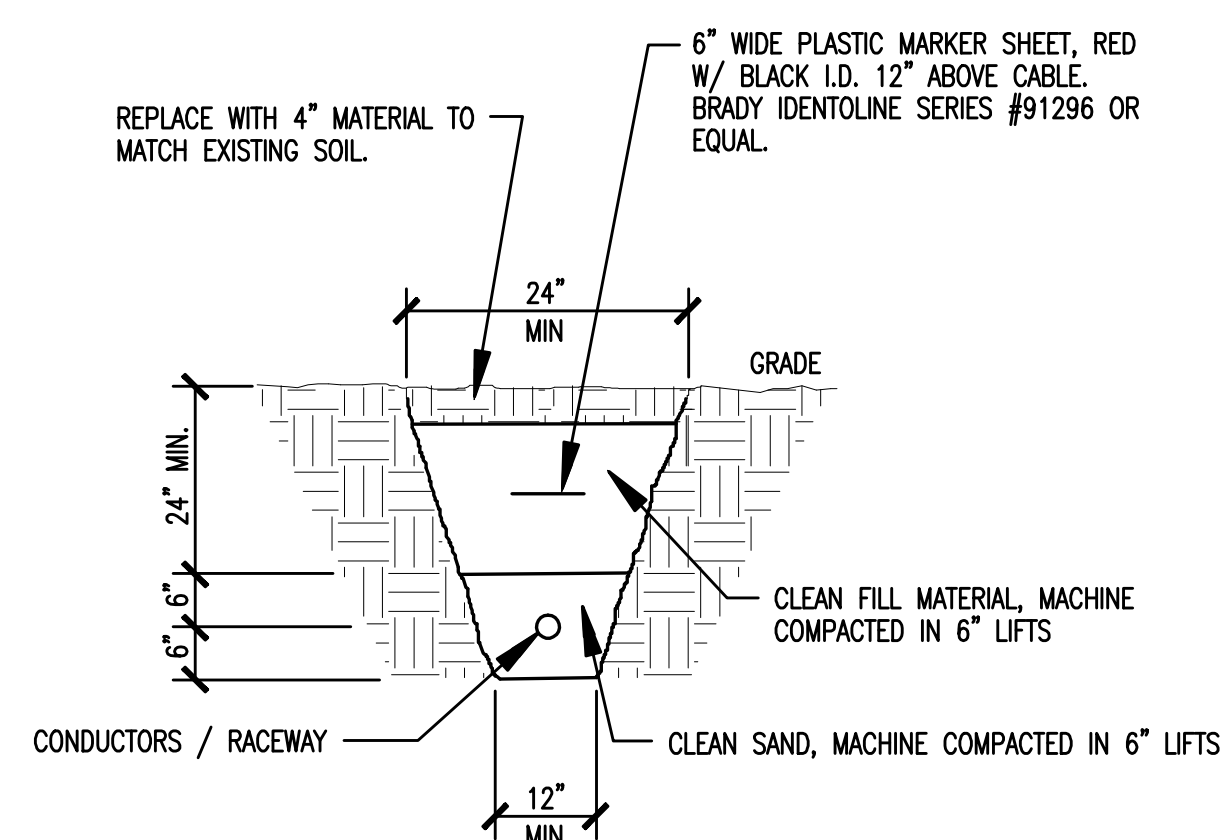 6" WIDE PLASTIC MARKER SHEET, RED
W/ BLACK I.D. 12" ABOVE CABLE.
BRADY IDENTOLINE SERIES #91296 OR
EQUAL.
REPLACE WITH 4" MATERIAL TO
MATCH EXISTING SOIL.
24"
MIN
GRADE
24" MIN.
6"
6"
CLEAN FILL MATERIAL, MACHINE
COMPACTED IN 6" LIFTS
CONDUCTORS / RACEWAY
CLEAN SAND, MACHINE COMPACTED IN 6" LIFTS
12"
MIN